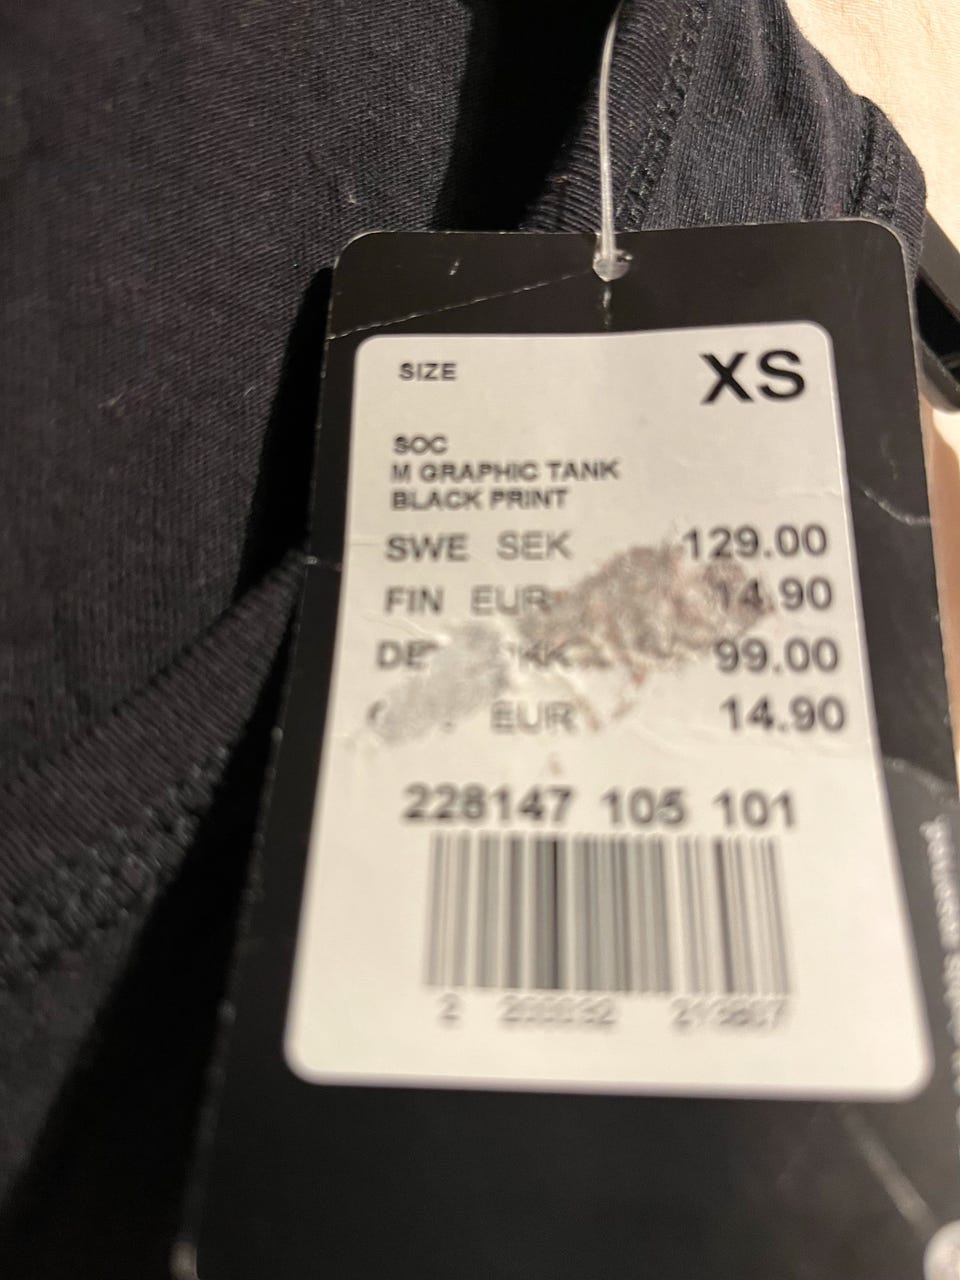 SIZE XS
SOC
M GRAPHIC TANK
BLACK PRINT
SWE SEK 129.00
FIN EUR 14.90
99.00
EUR 14.90
228147 105 101
2